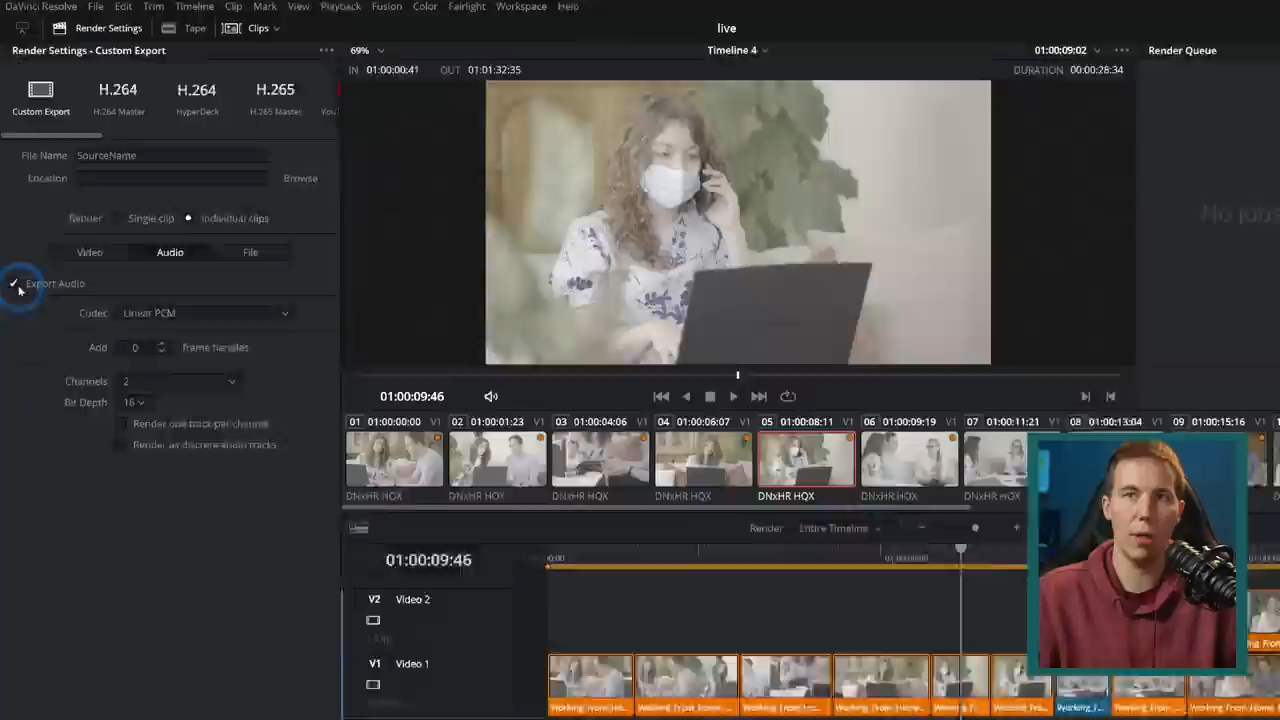 DaVinci Resolve File Edit Trim Timeline Clip Mark View Playback Fusion Color Fairlight Workspace Help
Render Settings Tape Clips live
Render Settings - Custom Export 69% Timeline 4 01:00:09:02 Render Queue
IN 01:00:00:41 OUT 01:01:32:35 DURATION 00:00:28:34
H.264 H.264 H.265
Custom Export H.264 Master HyperDeck H.265 Master You
File Name SourceName
Location Browse
Render Single clip Individual clips
No jobs
Video Audio File
Export Audio
Codec Linear PCM
Add 0 frame handles
Channels 2
Bit Depth 16
Render one track per channel
Render as discrete audio tracks
01:00:09:46
01 01:00:00:00 V1 02 01:00:01:23 V1 03 01:00:04:06 V1 04 01:00:06:07 V1 05 01:00:08:11 V1 06 01:00:09:19 V1 07 01:00:11:21 V1 08 01:00:13:04 V1 09 01:00:15:16 V1
DNxHR HQX DNxHR HQX DNxHR HQX DNxHR HQX DNxHR HQX DNxHR HQX DNxHR
Render Entire Timeline
01:00:09:46
V2 Video 2
V1 Video 1
Working From Home